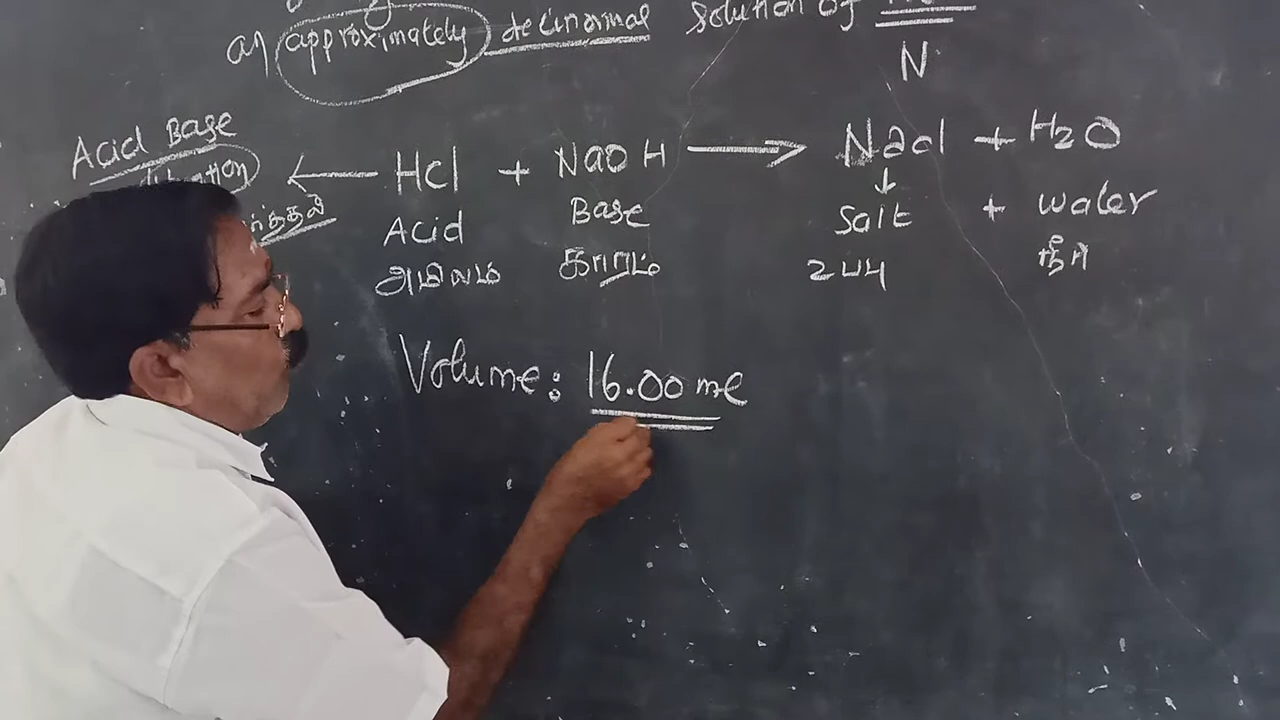 a) approximately decinormal solution of
N
Acid Base HCl + NaOH → NaCl + H2O
titration
Acid Base ↓ Salt + water
அமிலம் காரம் உப்பு நீர்
Volume: 16.00 ml